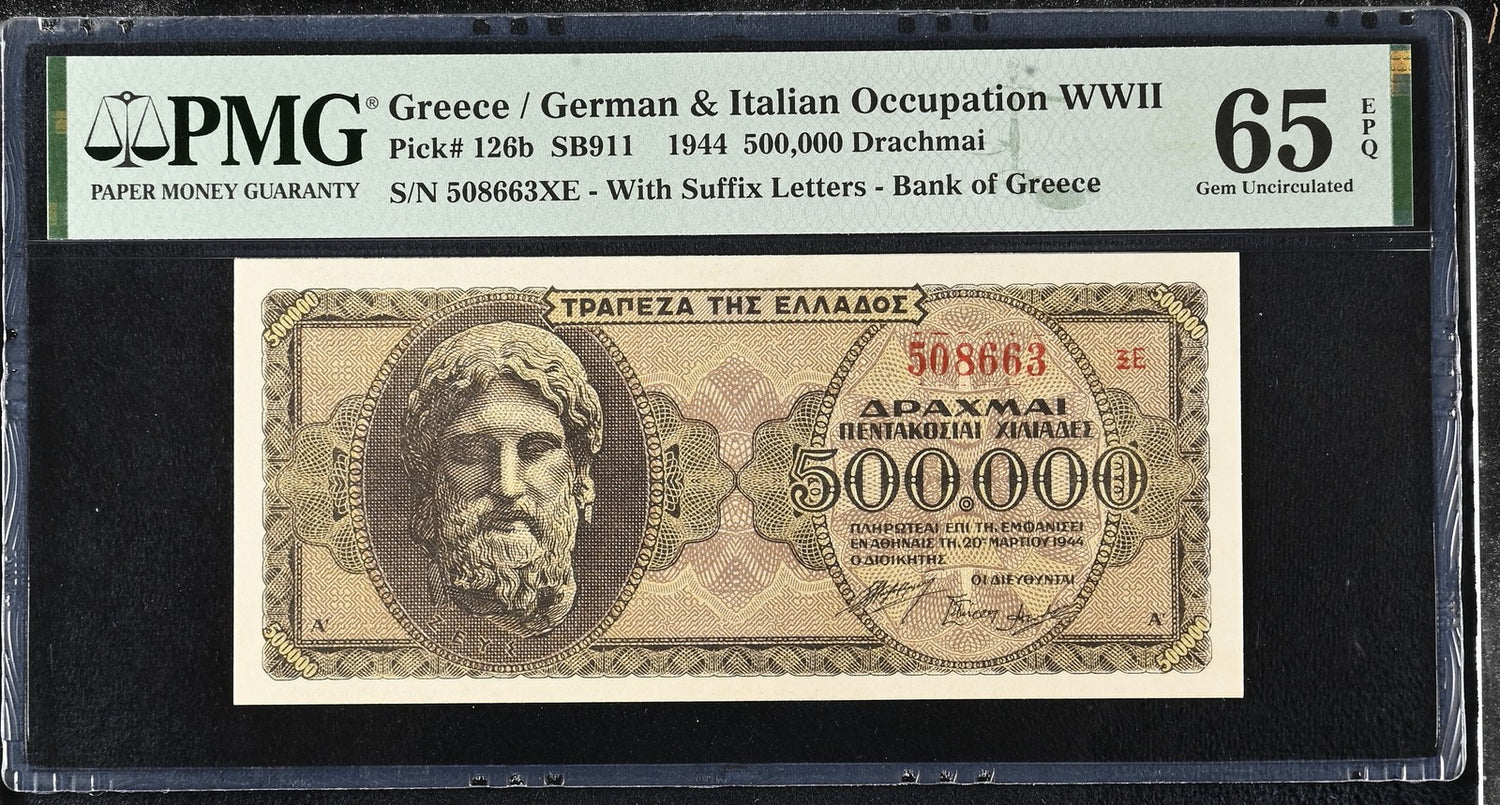 PMG®
PAPER MONEY GUARANTY
Greece / German & Italian Occupation WWII
Pick# 126b SB911 1944 500,000 Drachmai
S/N 508663XE - With Suffix Letters - Bank of Greece
65
EPQ
Gem Uncirculated
500000
500000
ΤΡΑΠΕΖΑ ΤΗΣ ΕΛΛΑΔΟΣ
508663 ΞΕ
ΔΡΑΧΜΑΙ
ΠΕΝΤΑΚΟΣΙΑΙ ΧΙΛΙΑΔΕΣ
500.000
ΠΛΗΡΩΤΕΑΙ ΕΠΙ ΤΗ, ΕΜΦΑΝΙΣΕΙ
ΕΝ ΑΘΗΝΑΙΣ ΤΗ, 20ῌ ΜΑΡΤΙΟΥ 1944
Ο ΔΙΟΙΚΗΤΗΣ
ΟΙ ΔΙΕΥΘΥΝΤΑΙ
ΖΕΥΣ
Α'
Α'
500000
500000